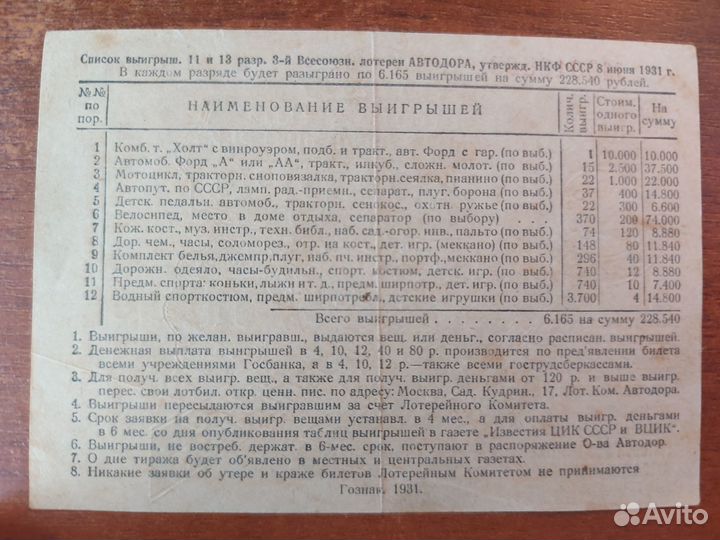 Список выигрыш. 11 и 13 разр. 3-й Всесоюзн. лотереи АВТОДОРА, утвержд. НКФ СССР 8 июня 1931 г.
В каждом разряде будет разыграно по 6.165 выигрышей на сумму 228.540 рублей.
№№ по пор. НАИМЕНОВАНИЕ ВЫИГРЫШЕЙ Колич. выигр. Стоим. одного выигр. На сумму
1 Комб. т. „Холт“ с виндроуэром, подб. и тракт., авт. Форд с гар. (по выб.) 1 10.000 10.000
2 Автомоб. Форд „А“ или „АА“, тракт., инкуб., сложн. молот. (по выб.) 15 2.500 37.500
3 Мотоцикл, тракторн. сноповязалка, тракторн. сеялка, пианино (по выб.) 22 1.000 22.000
4 Автопут. по СССР, ламп. рад.-приемн., сепарат., плуг, борона (по выб.) 37 400 14.800
5 Детск. педальн. автомоб., тракторн. сенокос., охотн. ружье (по выб.) 22 300 6.600
6 Велосипед, место в доме отдыха, сепаратор (по выбору) . . . 370 200 74.000
7 Кож. кост., муз. инстр., техн. библ., наб. сад.-огор. инв., пальто (по выб.) 74 120 8.880
8 Дор. чем., часы, соломорез., отр. на кост., дет. игр. (меккано) (по выб.) 148 80 11.840
9 Комплект белья, джемпр, плуг, наб. пч. инстр., портф., меккано (по выб.) 296 40 11.840
10 Дорожн. одеяло, часы-будильн., спорт. костюм, детск. игр. (по выб.) 740 12 8.880
11 Предм. спорта: коньки, лыжи и т. д., предм. ширпотр., дет. игр. (по выб.) 740 10 7.400
12 Водный спорткостюм, предм. ширпотреба, детские игрушки (по выб.) 3.700 4 14.800
Всего выигрышей . . . . . . . . 6.165 на сумму 228.540
1. Выигрыши, по желан. выигравш., выдаются вещ. или деньг., согласно расписан. выигрышей.
2. Денежная выплата выигрышей в 4, 10, 12, 40 и 80 р. производится по пред'явлении билета
всеми учреждениями Госбанка, а в 4, 10, 12 р.—также всеми гострудсберкассами.
3. Для получ. всех выигр. вещ., а также для получ. выигр. деньгами от 120 р. и выше выигр.
перес. свои лотбил. откр. ценн. пис. по адресу: Москва, Сад. Кудрин., 17, Лот. Ком. Автодора.
4. Выигрыши пересылаются выигравшим за счет Лотерейного Комитета.
5. Срок заявки на получ. выигр. вещами устанавл. в 4 мес., а для оплаты выигр. деньгами
в 6 мес. со дня опубликования таблиц выигрышей в газете „Известия ЦИК СССР и ВЦИК“.
6. Выигрыши, не востреб. держат. в 6-мес. срок, поступают в распоряжение О-ва Автодор.
7. О дне тиража будет об'явлено в местных и центральных газетах.
8. Никакие заявки об утере и краже билетов Лотерейным Комитетом не принимаются
Гознак. 1931.
Avito